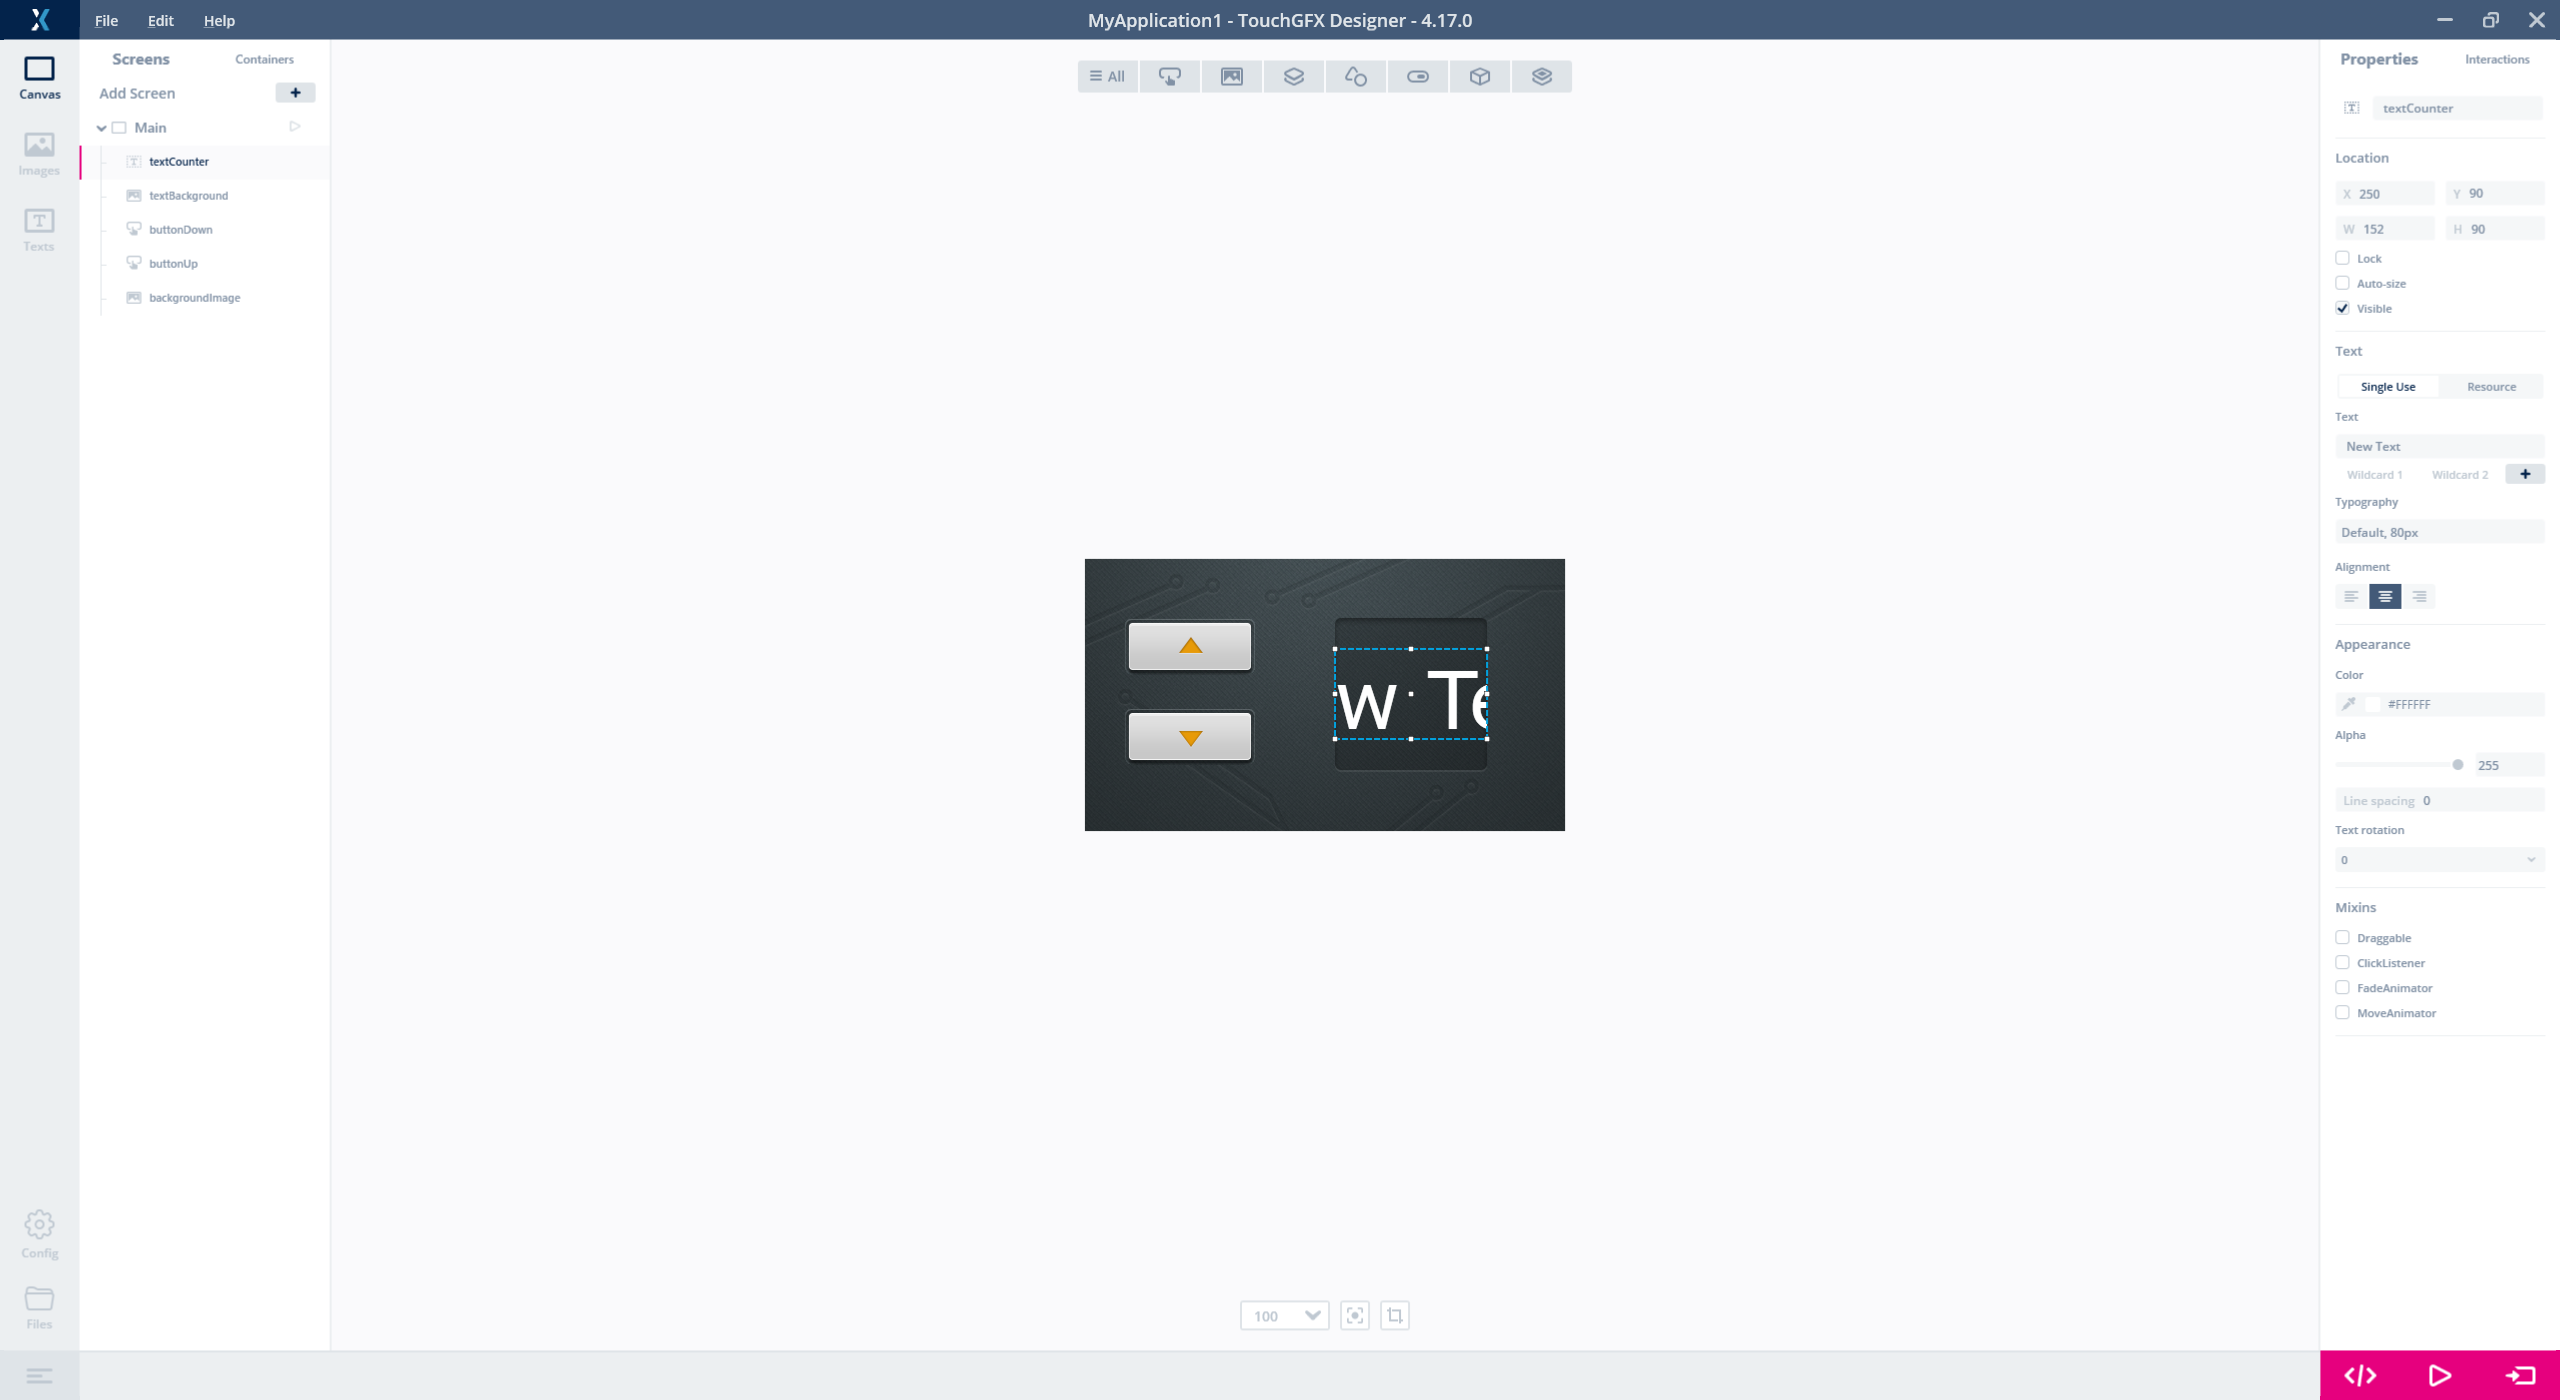 File Edit Help
MyApplication1 - TouchGFX Designer - 4.17.0
Canvas
Images
Texts
Config
Files
Screens Containers
Add Screen
Main
textCounter
textBackground
buttonDown
buttonUp
backgroundImage
All
w Te
100
Properties Interactions
textCounter
Location
X 250 Y 90
W 152 H 90
Lock
Auto-size
Visible
Text
Single Use Resource
Text
New Text
Wildcard 1 Wildcard 2 +
Typography
Default, 80px
Alignment
Appearance
Color
#FFFFFF
Alpha
255
Line spacing 0
Text rotation
0
Mixins
Draggable
ClickListener
FadeAnimator
MoveAnimator